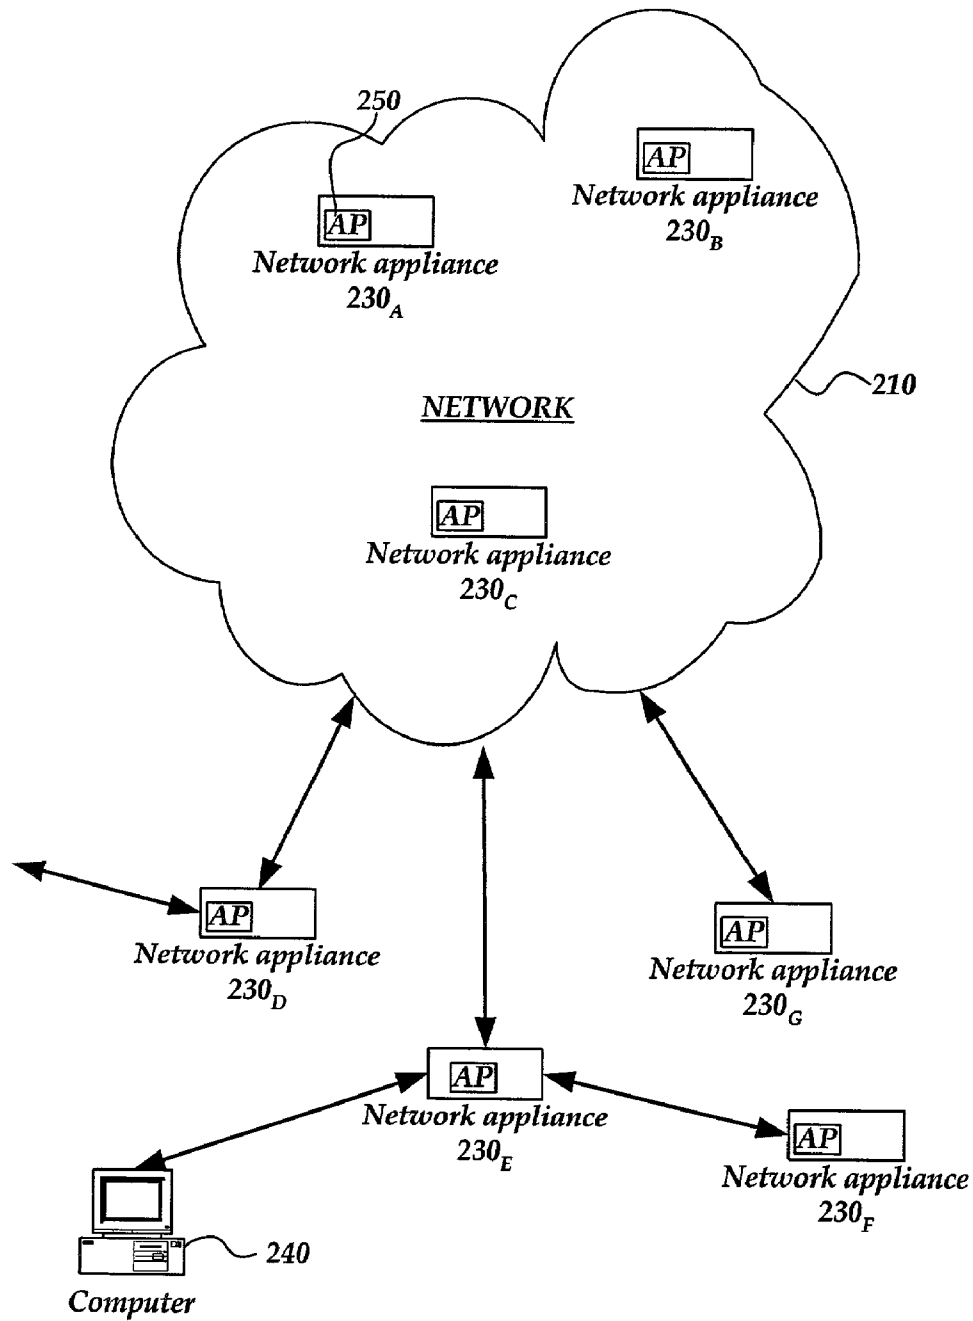 250
AP
Network appliance
230B
AP
Network appliance
230A
210
NETWORK
AP
Network appliance
230C
AP
Network appliance
230D
AP
Network appliance
230G
AP
Network appliance
230E
AP
Network appliance
230F
240
Computer